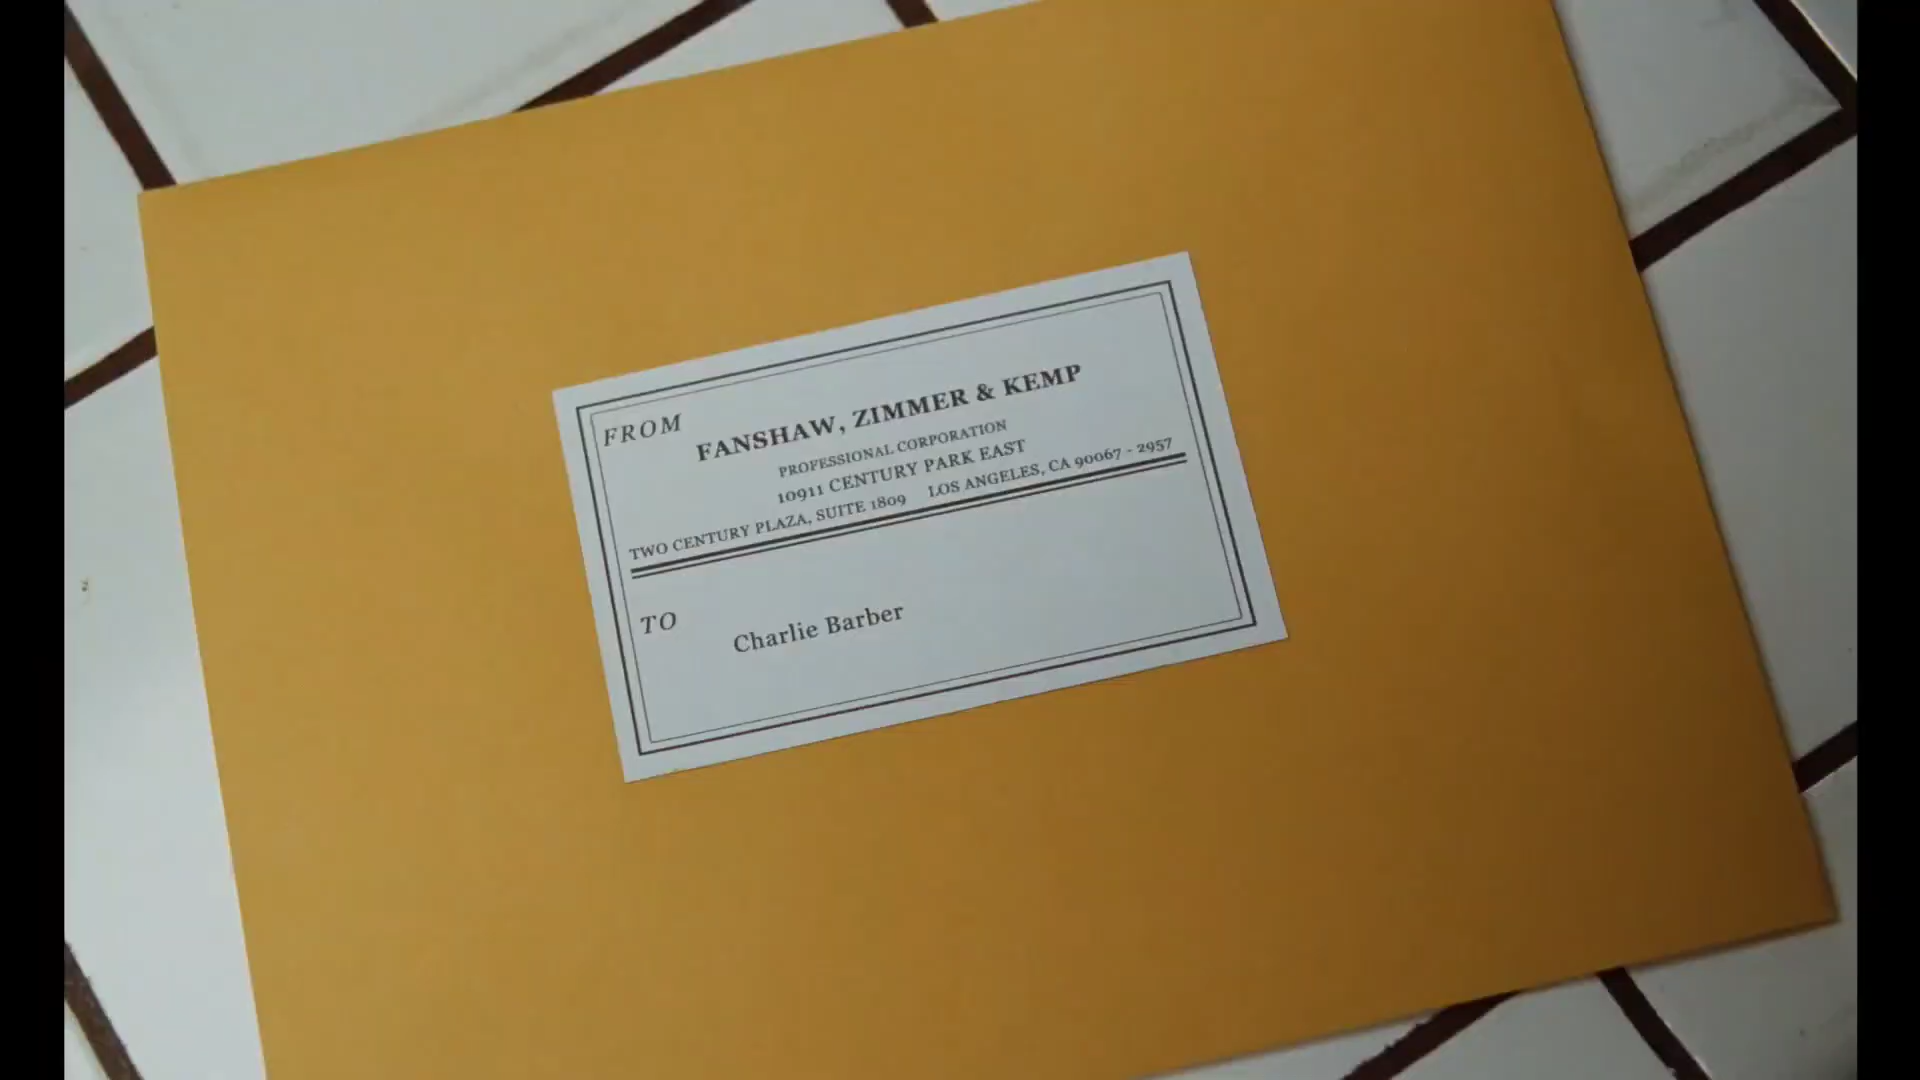 FROM
FANSHAW, ZIMMER & KEMP
PROFESSIONAL CORPORATION
10911 CENTURY PARK EAST
TWO CENTURY PLAZA, SUITE 1809 LOS ANGELES, CA 90067 - 2957
TO
Charlie Barber